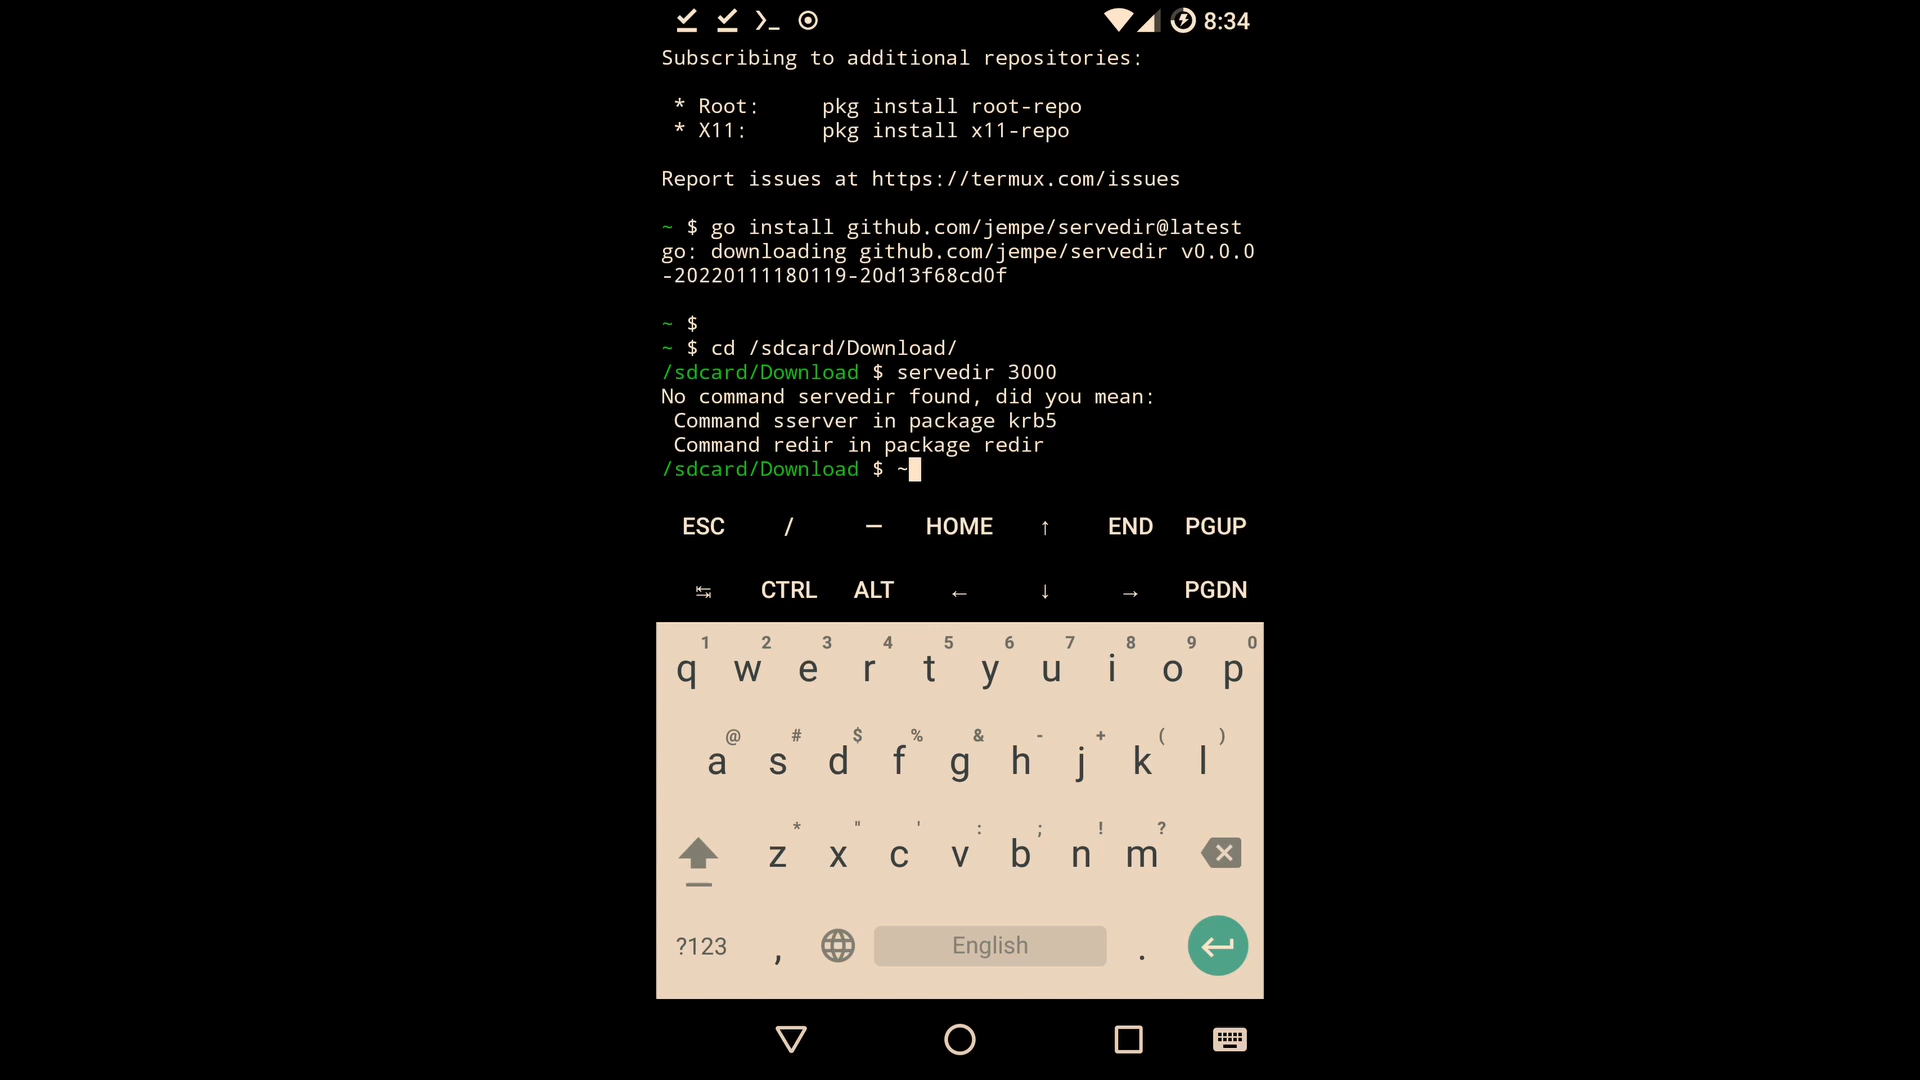 8:34
Subscribing to additional repositories:
* Root: pkg install root-repo
* X11: pkg install x11-repo
Report issues at https://termux.com/issues
~ $ go install github.com/jempe/servedir@latest
go: downloading github.com/jempe/servedir v0.0.0
-20220111180119-20d13f68cd0f
~ $
~ $ cd /sdcard/Download/
/sdcard/Download $ servedir 3000
No command servedir found, did you mean:
Command sserver in package krb5
Command redir in package redir
/sdcard/Download $ ~
ESC / — HOME ↑ END PGUP
↹ CTRL ALT ← ↓ → PGDN
1 2 3 4 5 6 7 8 9 0
q w e r t y u i o p
@ # $ % & - + ( )
a s d f g h j k l
* " ' : ; ! ?
z x c v b n m
?123 , English .